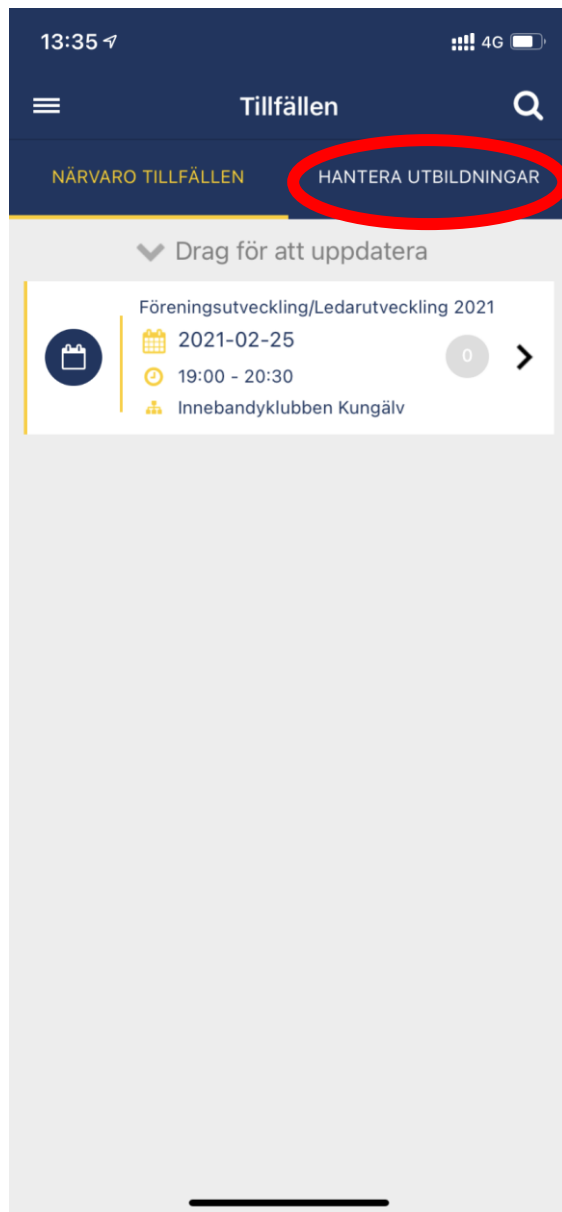 13:35 4G
Tillfällen
NÄRVARO TILLFÄLLEN HANTERA UTBILDNINGAR
Drag för att uppdatera
Föreningsutveckling/Ledarutveckling 2021
2021-02-25
0
19:00 - 20:30
Innebandyklubben Kungälv